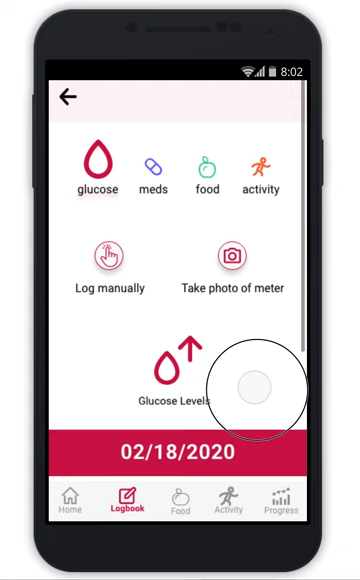 8:02
glucose meds food activity
Log manually Take photo of meter
Glucose Levels
02/18/2020
Home Logbook Food Activity Progress